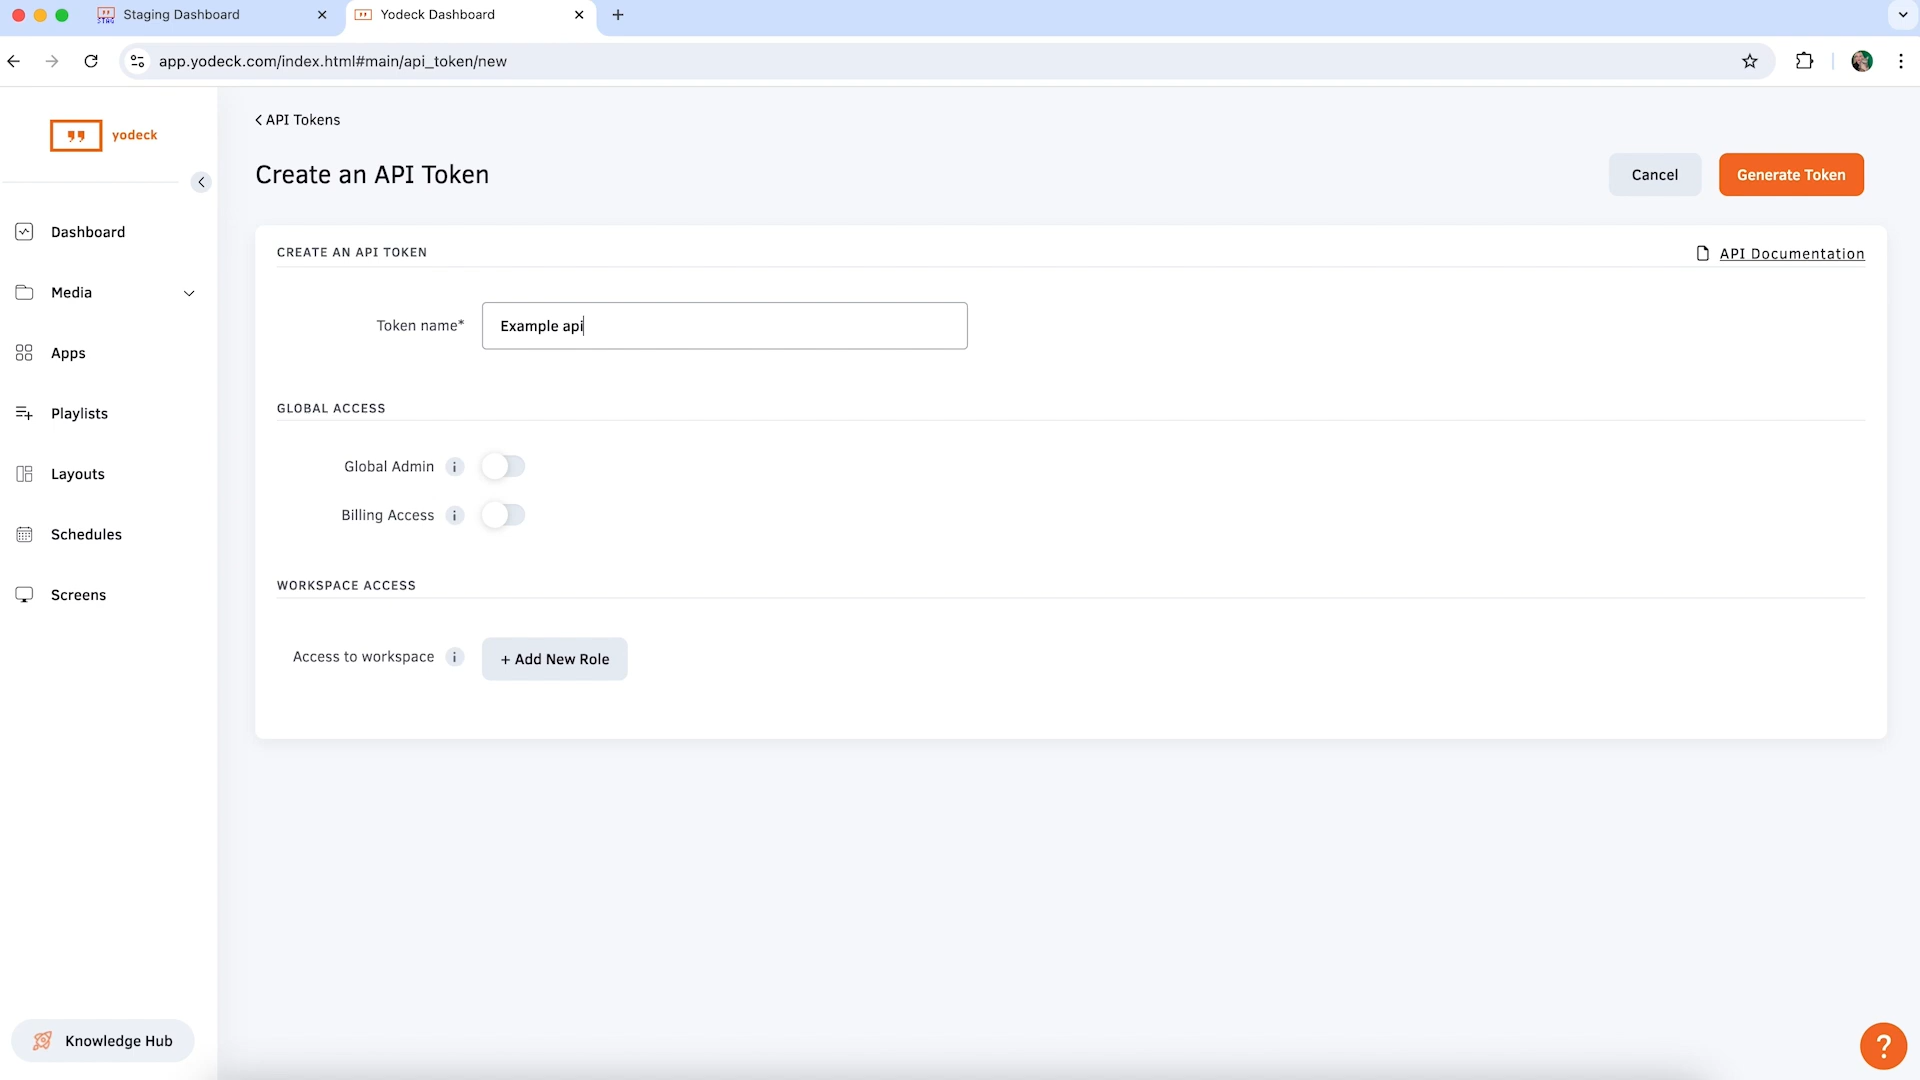 Staging Dashboard
Yodeck Dashboard
app.yodeck.com/index.html#main/api_token/new
yodeck
Dashboard
Media
Apps
Playlists
Layouts
Schedules
Screens
Knowledge Hub
API Tokens
Create an API Token
Cancel
Generate Token
CREATE AN API TOKEN
API Documentation
Token name*
Example api
GLOBAL ACCESS
Global Admin i
Billing Access i
WORKSPACE ACCESS
Access to workspace i
+ Add New Role
?